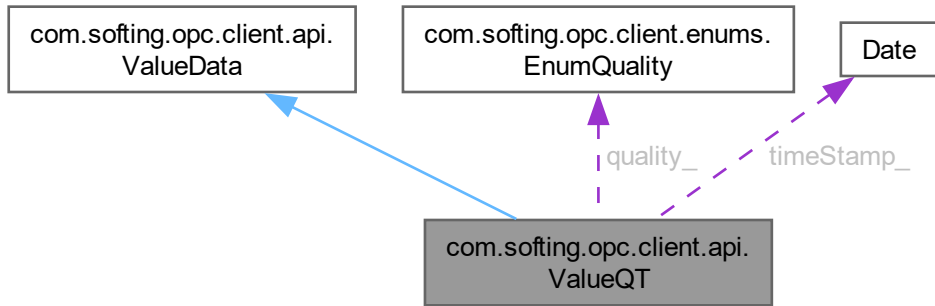 com.softing.opc.client.api.
ValueData
com.softing.opc.client.enums.
EnumQuality
Date
quality_
timeStamp_
com.softing.opc.client.api.
ValueQT